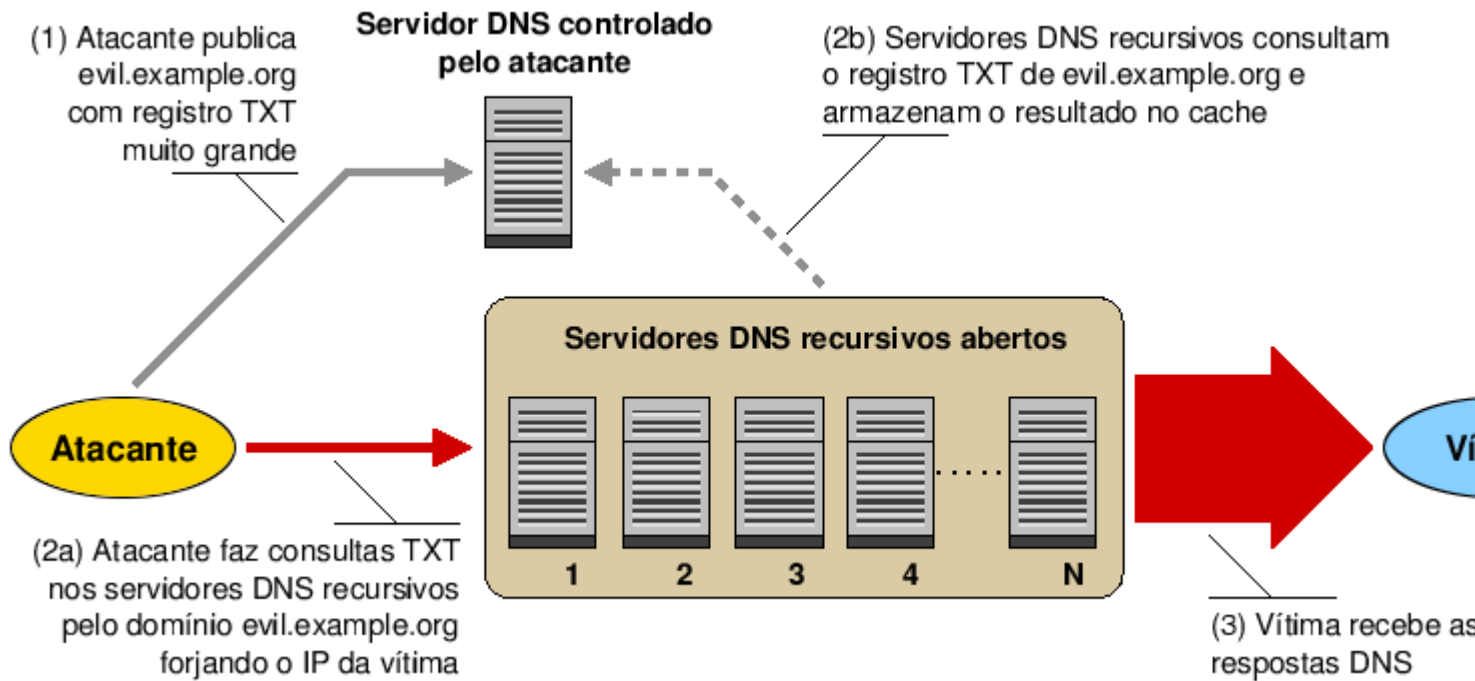 (1) Atacante publica
evil.example.org
com registro TXT
muito grande
Servidor DNS controlado
pelo atacante
(2b) Servidores DNS recursivos consultam
o registro TXT de evil.example.org e
armazenam o resultado no cache
Servidores DNS recursivos abertos
Atacante
1 2 3 4 ..... N
(2a) Atacante faz consultas TXT
nos servidores DNS recursivos
pelo domínio evil.example.org
forjando o IP da vítima
(3) Vítima recebe as
respostas DNS